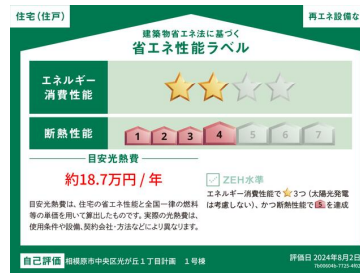 住宅(住戸)
再エネ設備な
建築物省エネ法に基づく
省エネ性能ラベル
エネルギー
消費性能
断熱性能
1 2 3 4 5 6 7
目安光熱費
約18.7万円 / 年
目安光熱費は、住宅の省エネ性能と全国一律の燃料
等の単価を用いて算出したものです。実際の光熱費は、
使用条件や設備、契約会社・方法などにより異なります。
ZEH水準
エネルギー消費性能で⭐3つ (太陽光発電
は考慮しない)、かつ断熱性能で 5 を達成
自己評価 相模原市中央区光が丘1丁目計画 1号棟
評価日 2024年8月2日